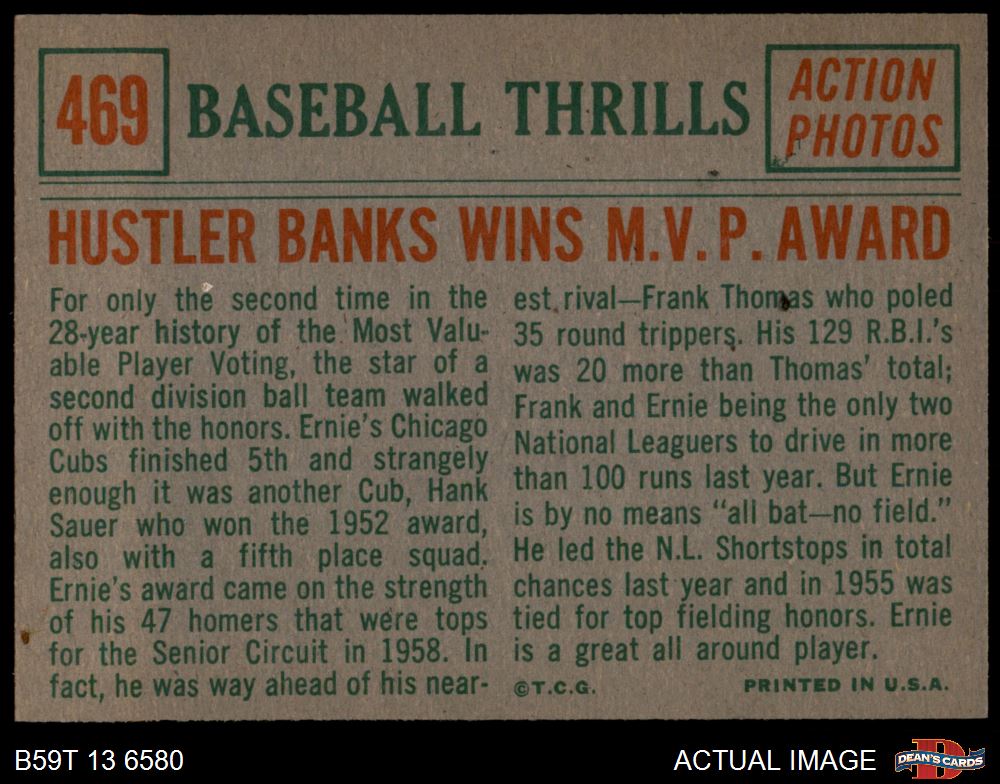 469
BASEBALL THRILLS
ACTION
PHOTOS
HUSTLER BANKS WINS M.V.P. AWARD
For only the second time in the
28-year history of the Most Valu-
able Player Voting, the star of a
second division ball team walked
off with the honors. Ernie's Chicago
Cubs finished 5th and strangely
enough it was another Cub, Hank
Sauer who won the 1952 award,
also with a fifth place squad.
Ernie's award came on the strength
of his 47 homers that were tops
for the Senior Circuit in 1958. In
fact, he was way ahead of his near-
est rival—Frank Thomas who poled
35 round trippers. His 129 R.B.I.'s
was 20 more than Thomas' total;
Frank and Ernie being the only two
National Leaguers to drive in more
than 100 runs last year. But Ernie
is by no means "all bat—no field."
He led the N.L. Shortstops in total
chances last year and in 1955 was
tied for top fielding honors. Ernie
is a great all around player.
©T.C.G.
PRINTED IN U.S.A.
B59T 13 6580
ACTUAL IMAGE
DEAN'S CARDS